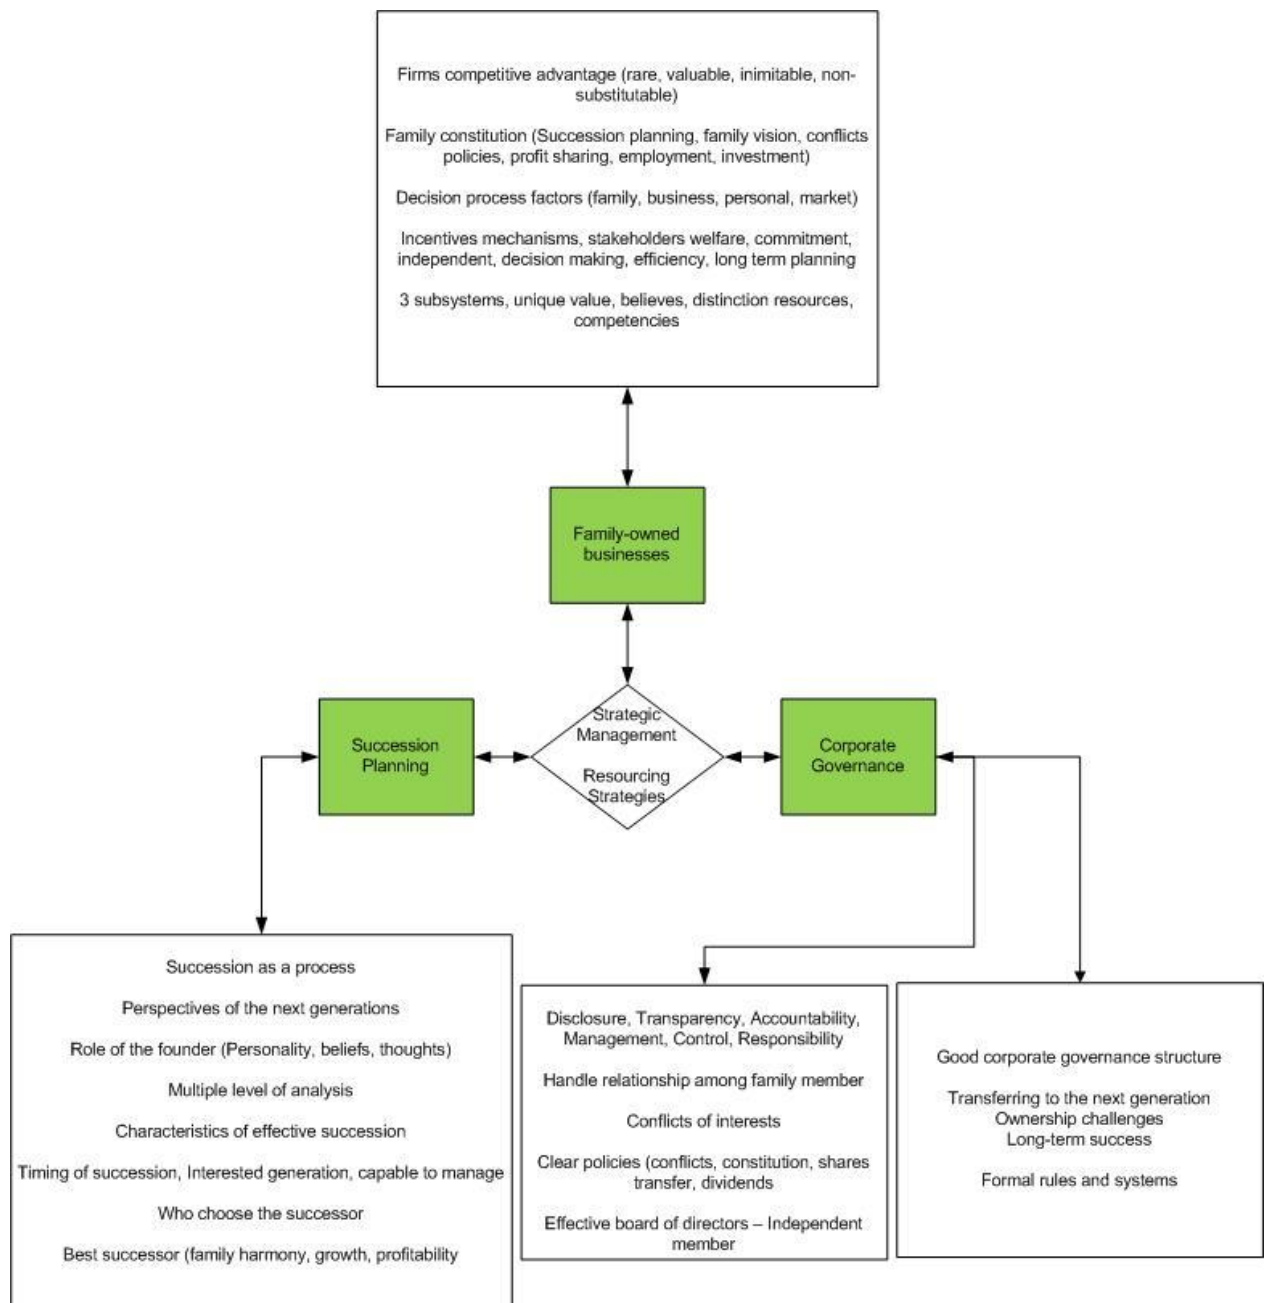 Firms competitive advantage (rare, valuable, inimitable, non-
substitutable)
Family constitution (Succession planning, family vision, conflicts
policies, profit sharing, employment, investment)
Decision process factors (family, business, personal, market)
Incentives mechanisms, stakeholders welfare, commitment,
independent, decision making, efficiency, long term planning
3 subsystems, unique value, believes, distinction resources,
competencies
Family-owned
businesses
Succession
Planning
Strategic
Management
Resourcing
Strategies
Corporate
Governance
Succession as a process
Perspectives of the next generations
Role of the founder (Personality, beliefs, thoughts)
Multiple level of analysis
Characteristics of effective succession
Timing of succession, Interested generation, capable to manage
Who choose the successor
Best successor (family harmony, growth, profitability
Disclosure, Transparency, Accountability,
Management, Control, Responsibility
Handle relationship among family member
Conflicts of interests
Clear policies (conflicts, constitution, shares
transfer, dividends
Effective board of directors – Independent
member
Good corporate governance structure
Transferring to the next generation
Ownership challenges
Long-term success
Formal rules and systems